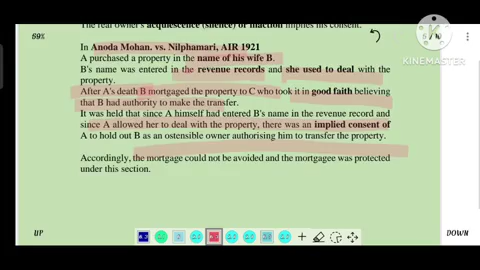 The real owner's acquiescence (silence) or inaction implies his consent.
59%
KINEMASTER
In Anoda Mohan. vs. Nilphamari, AIR 1921
A purchased a property in the name of his wife B.
B's name was entered in the revenue records and she used to deal with the
property.
After A's death B mortgaged the property to C who took it in good faith believing
that B had authority to make the transfer.
It was held that since A himself had entered B's name in the revenue record and
since A allowed her to deal with the property, there was an implied consent of
A to hold out B as an ostensible owner authorising him to transfer the property.
Accordingly, the mortgage could not be avoided and the mortgagee was protected
under this section.
UP
DOWN